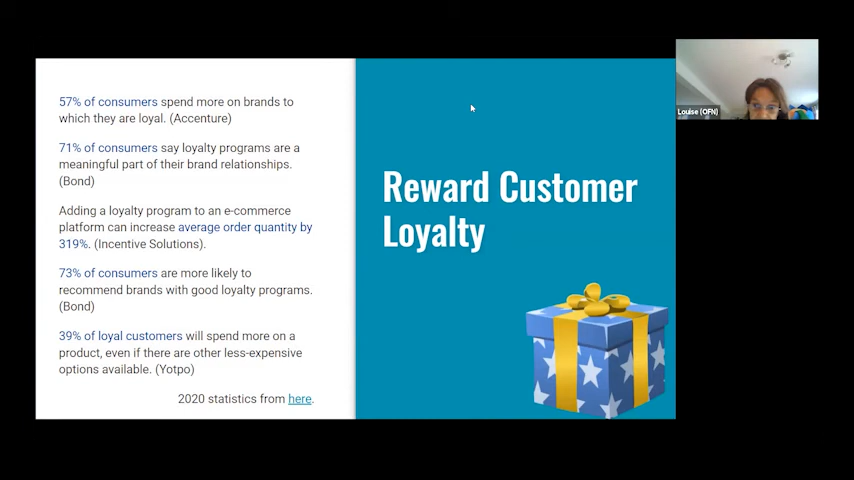 57% of consumers spend more on brands to
which they are loyal. (Accenture)
71% of consumers say loyalty programs are a
meaningful part of their brand relationships.
(Bond)
Adding a loyalty program to an e-commerce
platform can increase average order quantity by
319%. (Incentive Solutions).
73% of consumers are more likely to
recommend brands with good loyalty programs.
(Bond)
39% of loyal customers will spend more on a
product, even if there are other less-expensive
options available. (Yotpo)
2020 statistics from here.
Reward Customer
Loyalty
Louise (OFN)